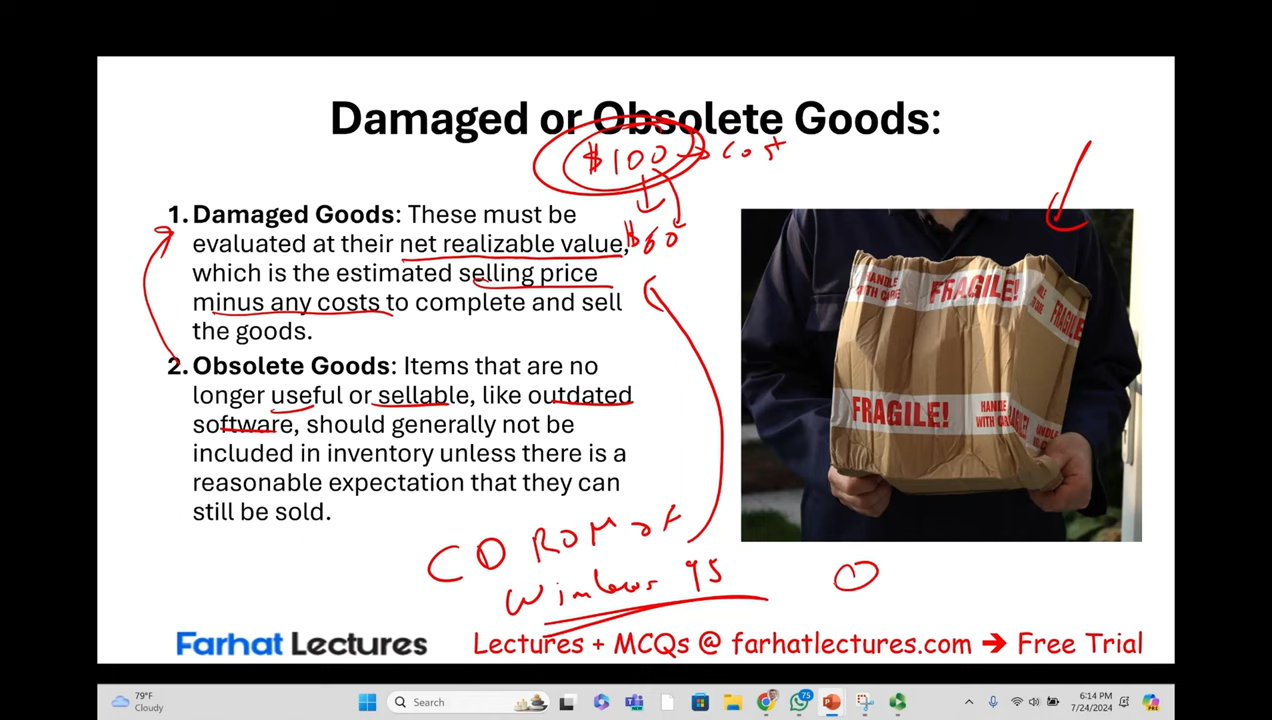 Damaged or Obsolete Goods:
$100 → cost
$60
1. Damaged Goods: These must be
evaluated at their net realizable value,
which is the estimated selling price
minus any costs to complete and sell
the goods.
2. Obsolete Goods: Items that are no
longer useful or sellable, like outdated
software, should generally not be
included in inventory unless there is a
reasonable expectation that they can
still be sold.
HANDLE
WITH CARE
FRAGILE!
FRAGILE!
FRAGILE!
HANDLE
WITH CARE
CD ROM of
Windows 95
Farhat Lectures
Lectures + MCQs @ farhatlectures.com → Free Trial
79°F
Cloudy
Search
75
6:14 PM
7/24/2024